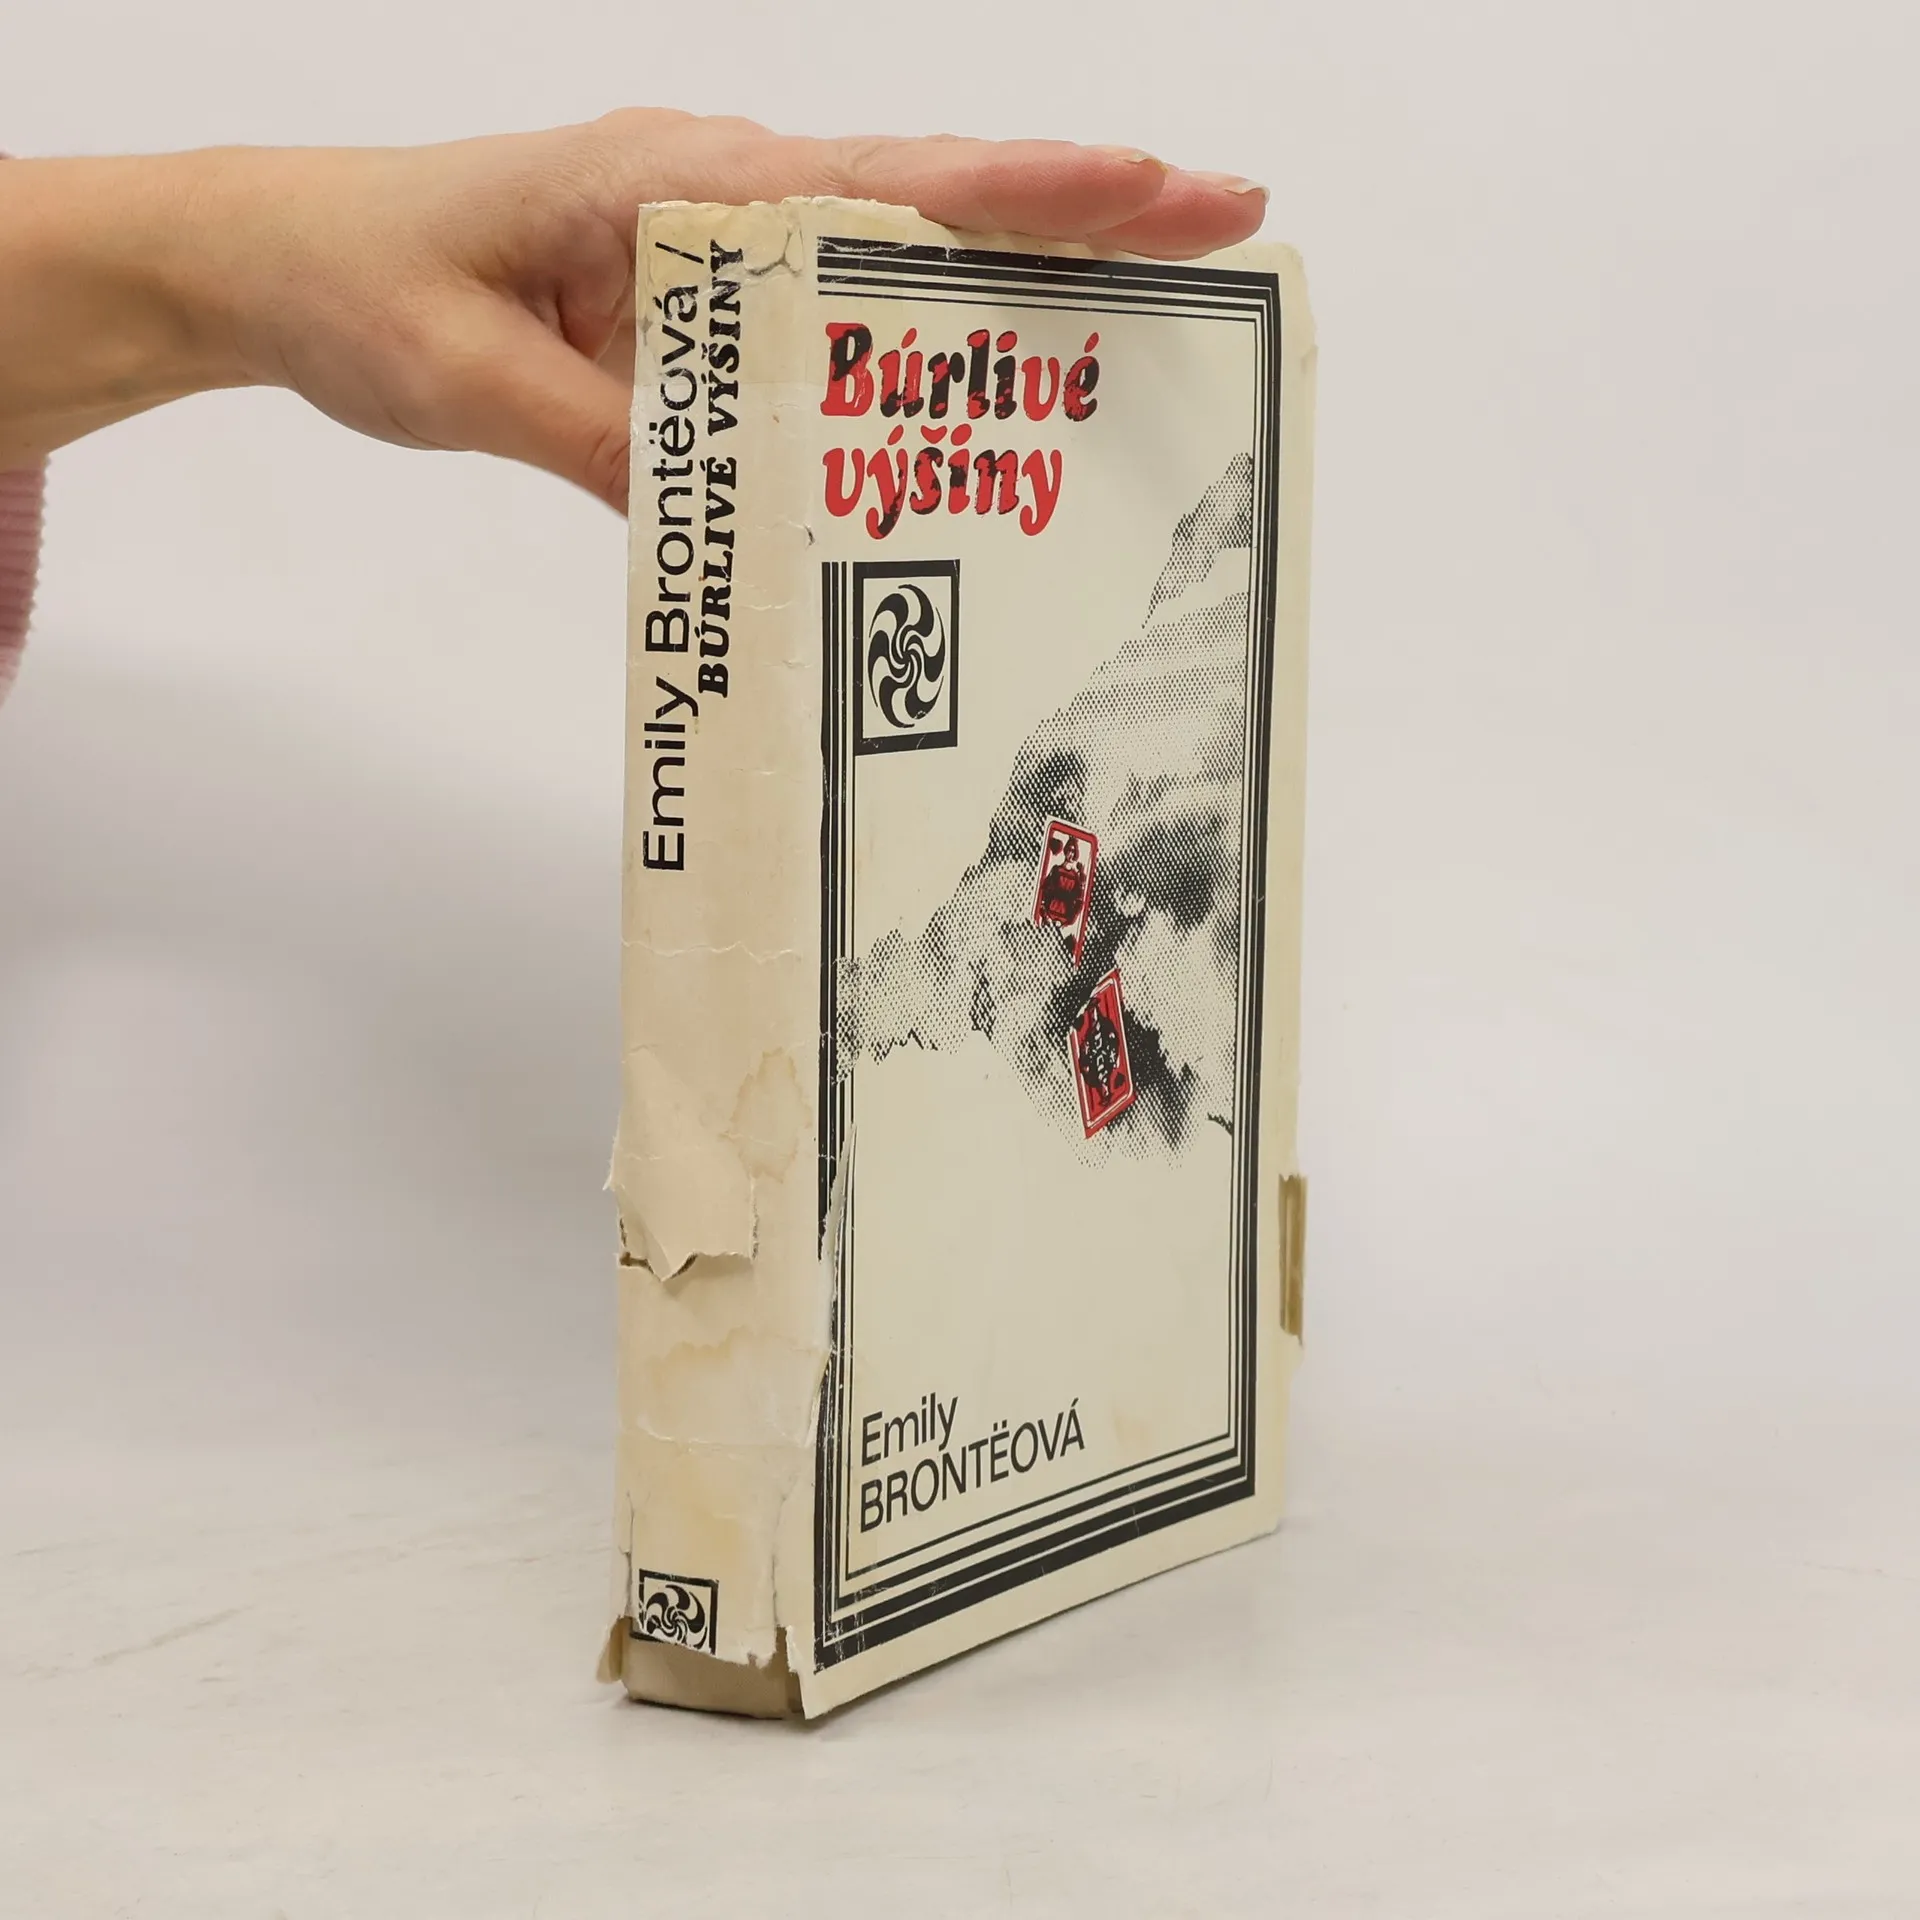 Emily Brontëová /
BÚRLIVÉ VÝŠINY
Búrlivé
výšiny
Emily
BRONTËOVÁ